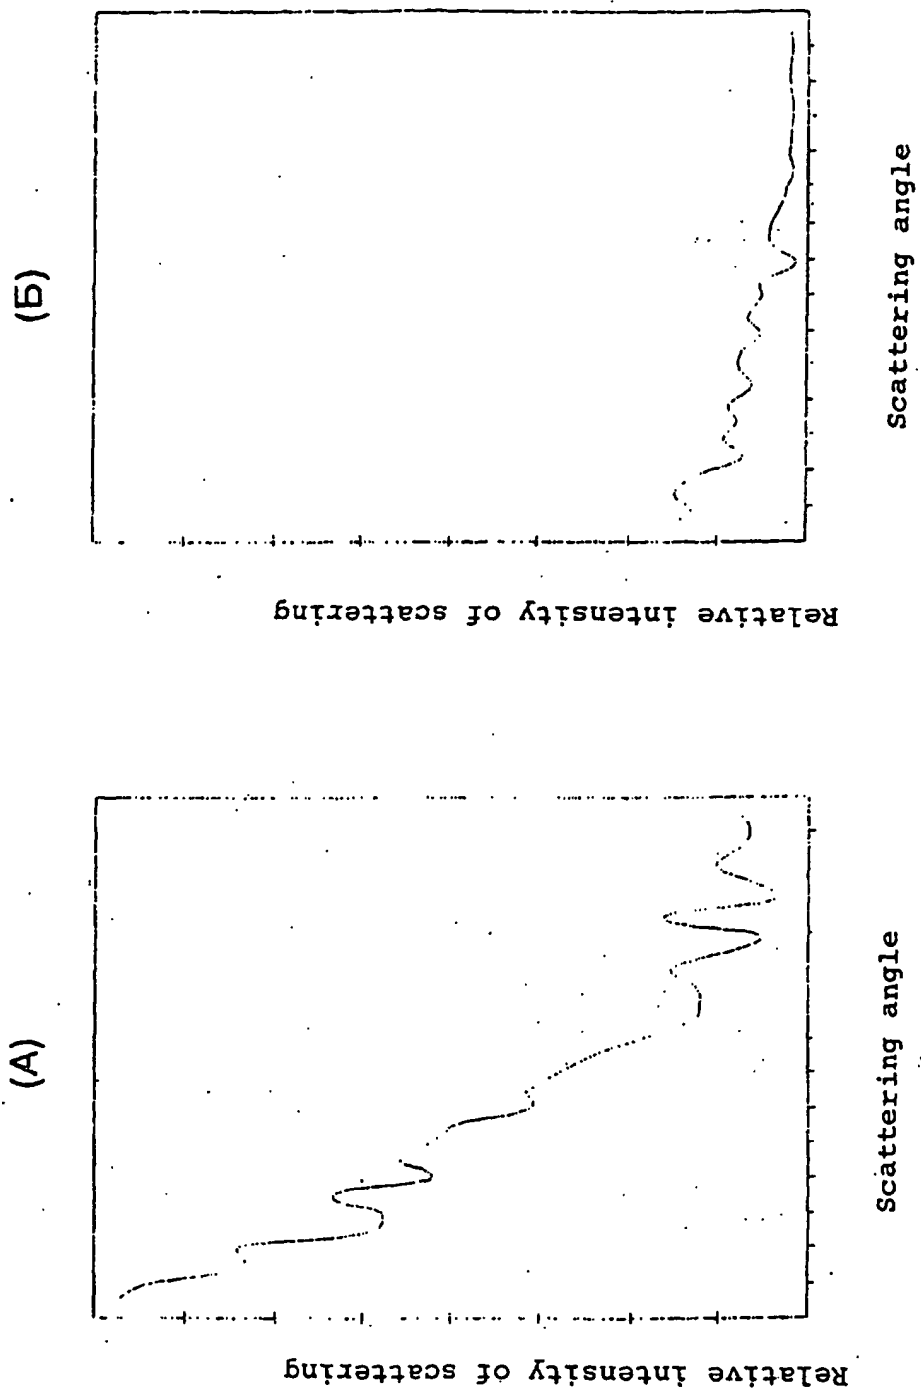 (A)
Relative intensity of scattering
Scattering angle
(Б)
Relative intensity of scattering
Scattering angle